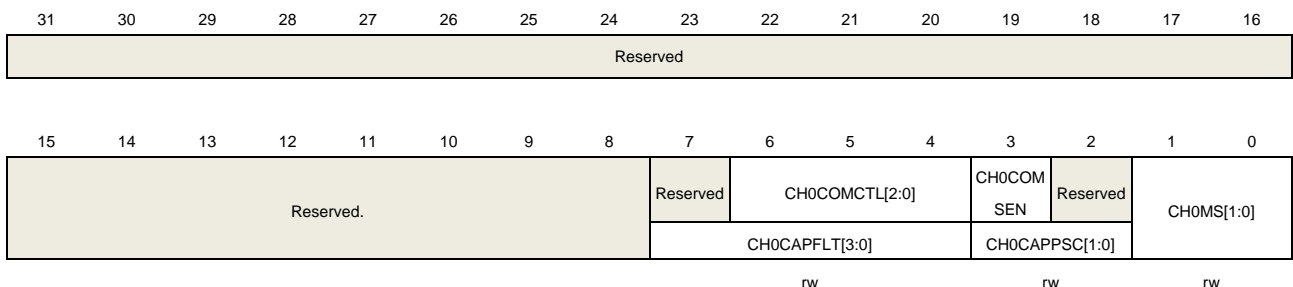 31 30 29 28 27 26 25 24 23 22 21 20 19 18 17 16
Reserved
15 14 13 12 11 10 9 8 7 6 5 4 3 2 1 0
Reserved.
Reserved
CH0COMCTL[2:0]
CH0COM
SEN
Reserved
CH0MS[1:0]
CH0CAPFLT[3:0]
CH0CAPPSC[1:0]
rw rw rw